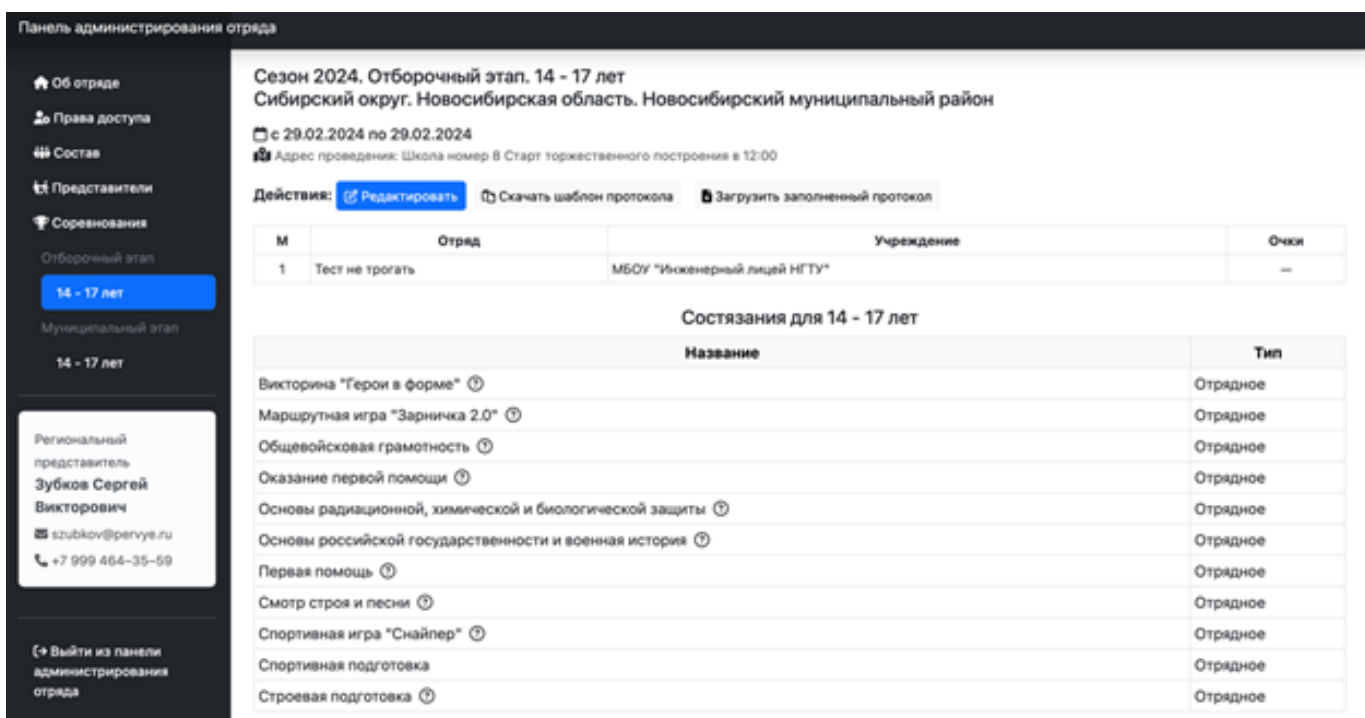 Панель администрирования отряда
Об отряде
Права доступа
Состав
Представители
Соревнования
Отборочный этап
14 - 17 лет
Муниципальный этап
14 - 17 лет
Региональный
представитель
Зубков Сергей
Викторович
szubkov@pervye.ru
+7 999 464-35-59
Выйти из панели
администрирования
отряда
Сезон 2024. Отборочный этап. 14 - 17 лет
Сибирский округ. Новосибирская область. Новосибирский муниципальный район
с 29.02.2024 по 29.02.2024
Адрес проведения: Школа номер 8 Старт торжественного построения в 12:00
Действия: Редактировать Скачать шаблон протокола Загрузить заполненный протокол
М Отряд Учреждение Очки
1 Тест не трогать МБОУ "Инженерный лицей НГТУ" —
Состязания для 14 - 17 лет
Название Тип
Викторина "Герои в форме" Отрядное
Маршрутная игра "Зарничка 2.0" Отрядное
Общевойсковая грамотность Отрядное
Оказание первой помощи Отрядное
Основы радиационной, химической и биологической защиты Отрядное
Основы российской государственности и военная история Отрядное
Первая помощь Отрядное
Смотр строя и песни Отрядное
Спортивная игра "Снайпер" Отрядное
Спортивная подготовка Отрядное
Строевая подготовка Отрядное